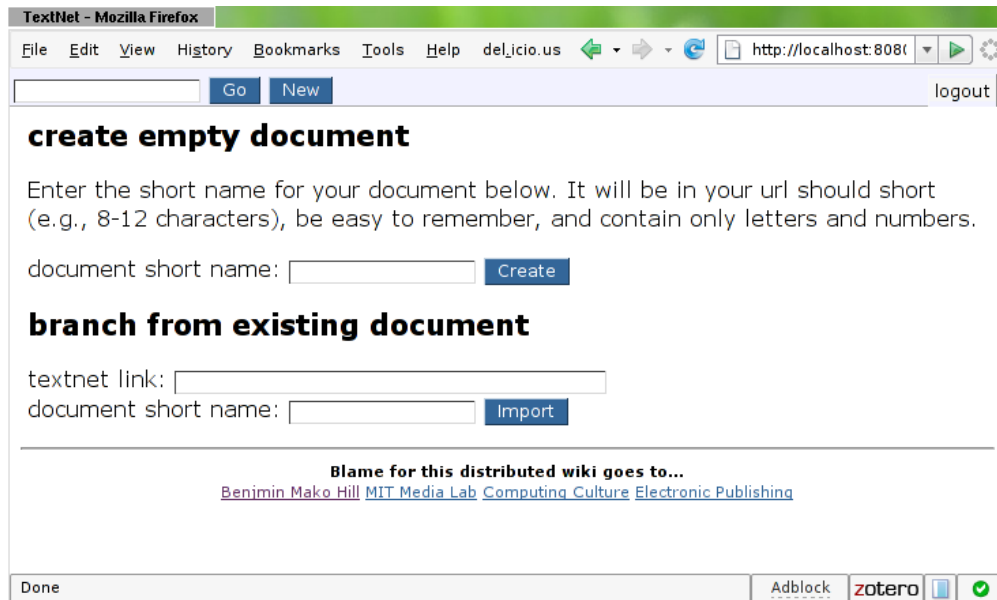 TextNet - Mozilla Firefox
File Edit View History Bookmarks Tools Help del.icio.us http://localhost:808(
Go New logout
create empty document
Enter the short name for your document below. It will be in your url should short
(e.g., 8-12 characters), be easy to remember, and contain only letters and numbers.
document short name: Create
branch from existing document
textnet link:
document short name: Import
Blame for this distributed wiki goes to...
Benjmin Mako Hill MIT Media Lab Computing Culture Electronic Publishing
Done Adblock zotero